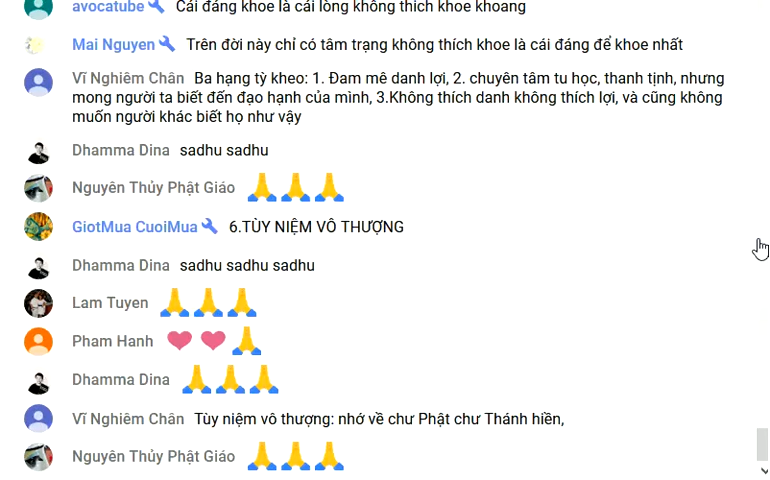 avocatube Cái đáng khoe là cái lòng không thich khoe khoang
Mai Nguyen Trên đời này chỉ có tâm trạng không thích khoe là cái đáng để khoe nhất
Vĩ Nghiêm Chân Ba hạng tỳ kheo: 1. Đam mê danh lợi, 2. chuyên tâm tu học, thanh tịnh, nhưng
mong người ta biết đến đạo hạnh của mình, 3.Không thích danh không thích lợi, và cũng không
muốn người khác biết họ như vậy
Dhamma Dina sadhu sadhu
Nguyên Thủy Phật Giáo 🙏🙏🙏
GiotMua CuoiMua 6.TÙY NIỆM VÔ THƯỢNG
Dhamma Dina sadhu sadhu sadhu
Lam Tuyen 🙏🙏🙏
Pham Hanh ❤❤🙏
Dhamma Dina 🙏🙏🙏
Vĩ Nghiêm Chân Tùy niệm vô thượng: nhớ về chư Phật chư Thánh hiền,
Nguyên Thủy Phật Giáo 🙏🙏🙏